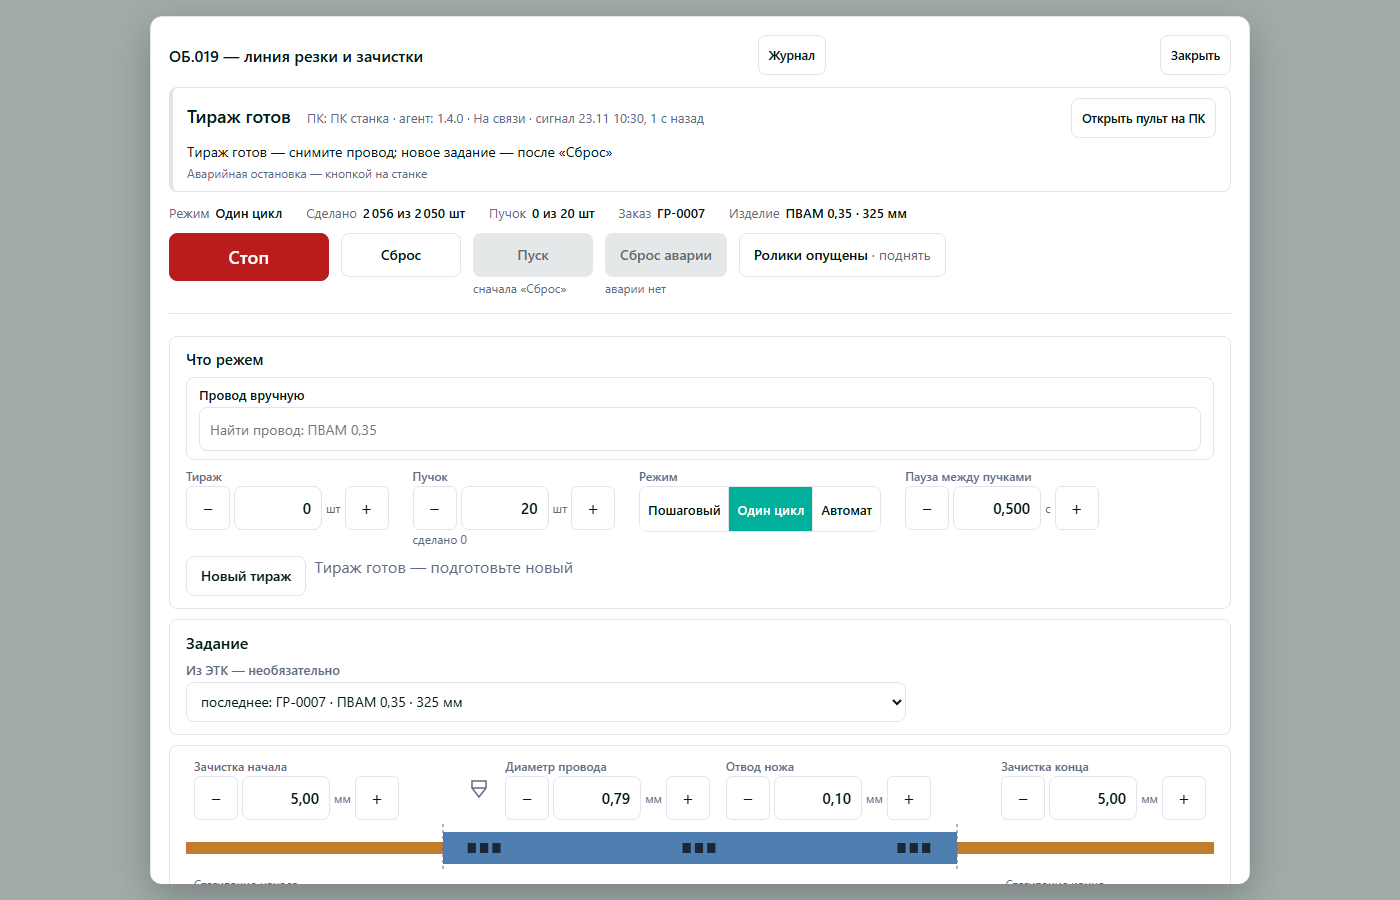 ОБ.019 — линия резки и зачистки
Журнал
Закрыть
Тираж готов
ПК: ПК станка · агент: 1.4.0 · На связи · сигнал 23.11 10:30, 1 с назад
Открыть пульт на ПК
Тираж готов — снимите провод; новое задание — после «Сброс»
Аварийная остановка — кнопкой на станке
Режим Один цикл Сделано 2 056 из 2 050 шт Пучок 0 из 20 шт Заказ ГР-0007 Изделие ПВАМ 0,35 · 325 мм
Стоп
Сброс
Пуск
Сброс аварии
Ролики опущены · поднять
сначала «Сброс»
аварии нет
Что режем
Провод вручную
Найти провод: ПВАМ 0,35
Тираж
Пучок
Режим
Пауза между пучками
− 0 шт +
− 20 шт +
Пошаговый Один цикл Автомат
− 0,500 с +
сделано 0
Новый тираж
Тираж готов — подготовьте новый
Задание
Из ЭТК — необязательно
последнее: ГР-0007 · ПВАМ 0,35 · 325 мм
Зачистка начала
Диаметр провода
Отвод ножа
Зачистка конца
− 5,00 мм +
− 0,79 мм +
− 0,10 мм +
− 5,00 мм +